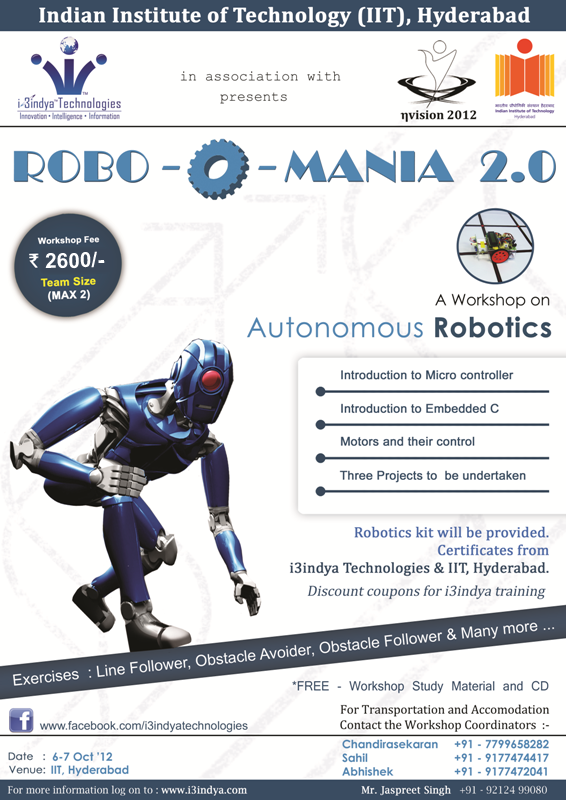 Indian Institute of Technology (IIT), Hyderabad
i-3indya™Technologies
Innovation • Intelligence • Information
in association with
presents
ηvision 2012
भारतीय प्रौद्योगिकी संस्थान हैदराबाद
Indian Institute of Technology
Hyderabad
ROBO - O - MANIA 2.0
Workshop Fee
₹ 2600/-
Team Size
(MAX 2)
A Workshop on
Autonomous Robotics
Introduction to Micro controller
Introduction to Embedded C
Motors and their control
Three Projects to be undertaken
Robotics kit will be provided.
Certificates from
i3indya Technologies & IIT, Hyderabad.
Discount coupons for i3indya training
Exercises : Line Follower, Obstacle Avoider, Obstacle Follower & Many more ...
*FREE - Workshop Study Material and CD
For Transportation and Accomodation
Contact the Workshop Coordinators :-
f www.facebook.com/i3indyatechnologies
Chandirasekaran +91 - 7799658282
Sahil +91 - 9177474417
Abhishek +91 - 9177472041
Date : 6-7 Oct '12
Venue: IIT, Hyderabad
For more information log on to : www.i3indya.com Mr. Jaspreet Singh +91 - 92124 99080